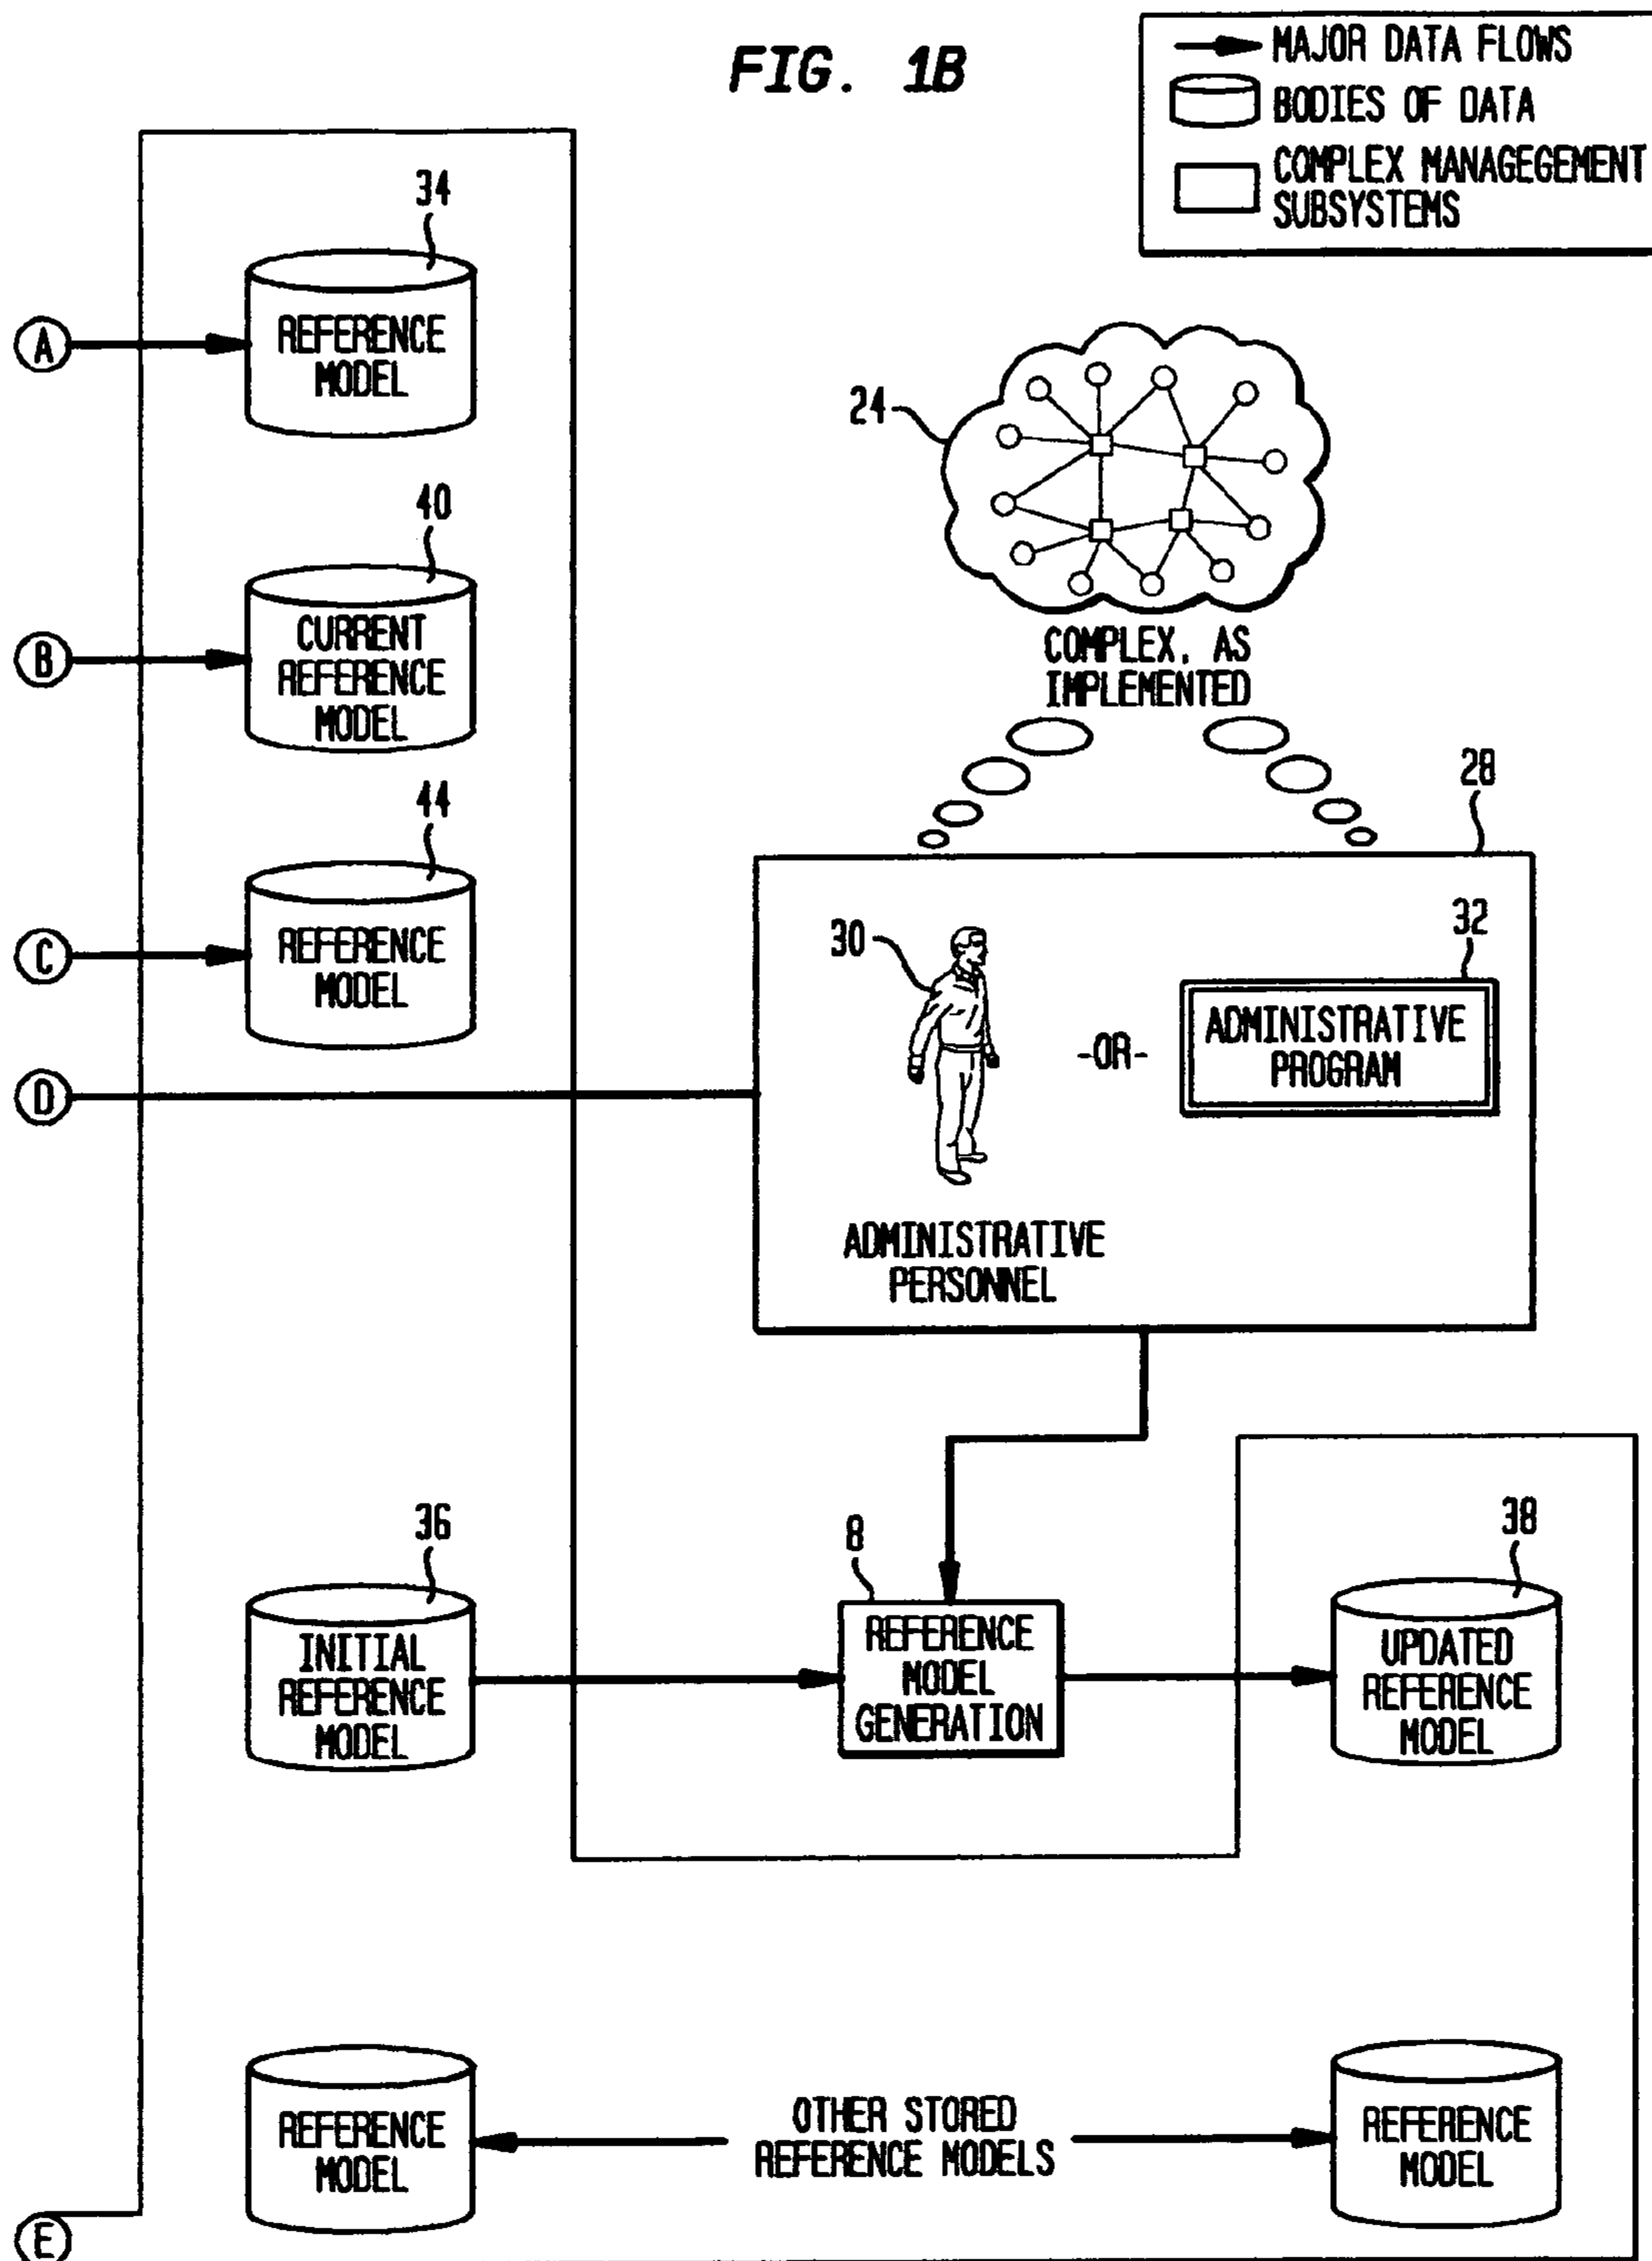 FIG. 1B
MAJOR DATA FLOWS
BODIES OF DATA
COMPLEX MANAGEGEMENT
SUBSYSTEMS
34
A
REFERENCE
MODEL
24
40
B
CURRENT
REFERENCE
MODEL
COMPLEX, AS
IMPLEMENTED
44
28
C
REFERENCE
MODEL
30
-OR-
32
ADMINISTRATIVE
PROGRAM
D
ADMINISTRATIVE
PERSONNEL
36
INITIAL
REFERENCE
MODEL
8
REFERENCE
MODEL
GENERATION
38
UPDATED
REFERENCE
MODEL
REFERENCE
MODEL
OTHER STORED
REFERENCE MODELS
REFERENCE
MODEL
E